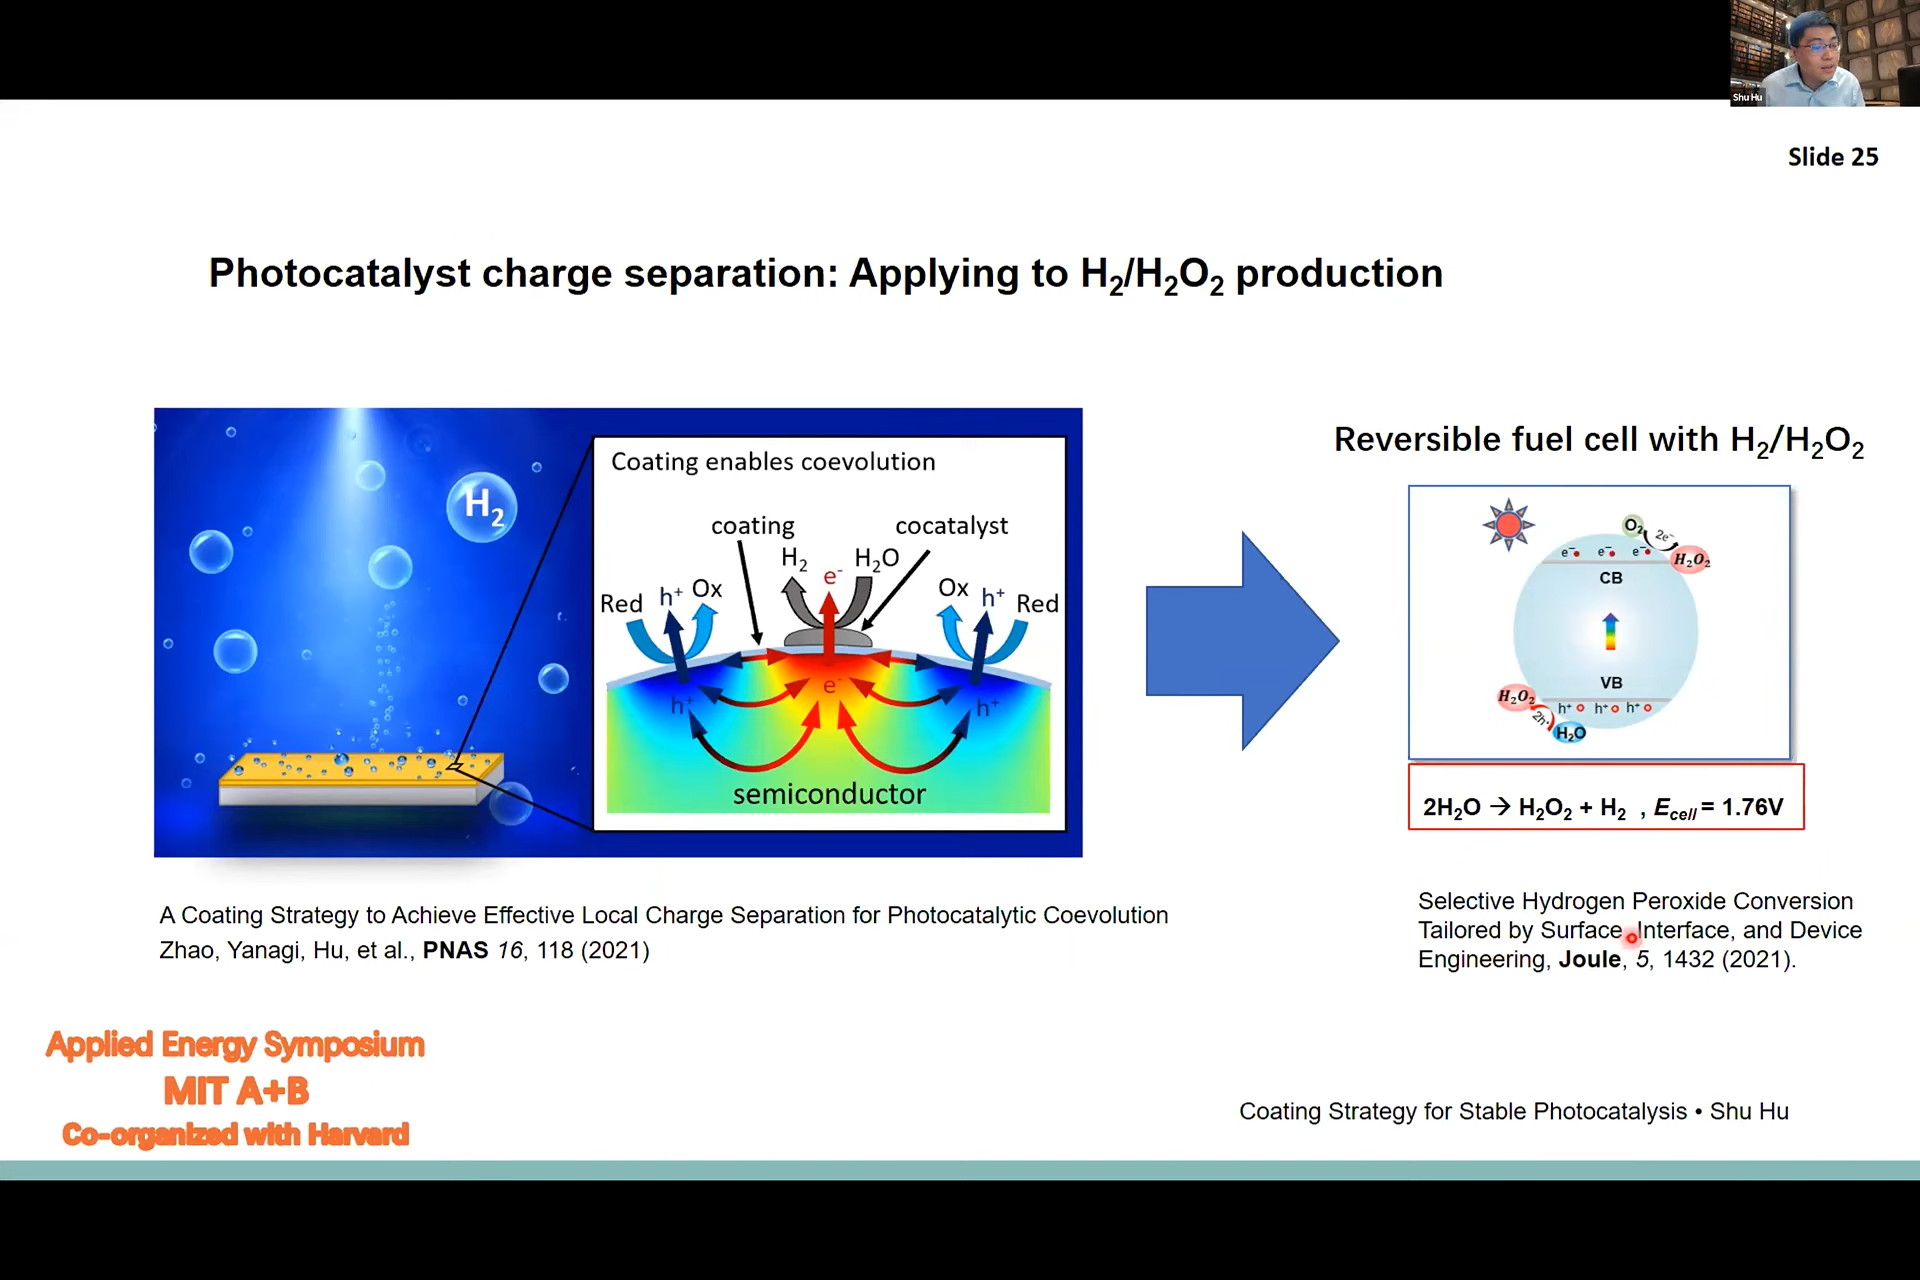 Shu Hu
Slide 25
Photocatalyst charge separation: Applying to H₂/H₂O₂ production
H₂
Coating enables coevolution
coating
cocatalyst
H₂
H₂O
e⁻
Red
h⁺
Ox
Ox
h⁺
Red
e⁻
h⁺
h⁺
semiconductor
Reversible fuel cell with H₂/H₂O₂
O₂
2e⁻
H₂O₂
e⁻ e⁻ e⁻
CB
VB
H₂O₂
h⁺ h⁺ h⁺
2h⁺
H₂O
2H₂O → H₂O₂ + H₂ , E_cell = 1.76V
A Coating Strategy to Achieve Effective Local Charge Separation for Photocatalytic Coevolution
Zhao, Yanagi, Hu, et al., PNAS 16, 118 (2021)
Selective Hydrogen Peroxide Conversion
Tailored by Surface, Interface, and Device
Engineering, Joule, 5, 1432 (2021).
Applied Energy Symposium
MIT A+B
Co-organized with Harvard
Coating Strategy for Stable Photocatalysis • Shu Hu